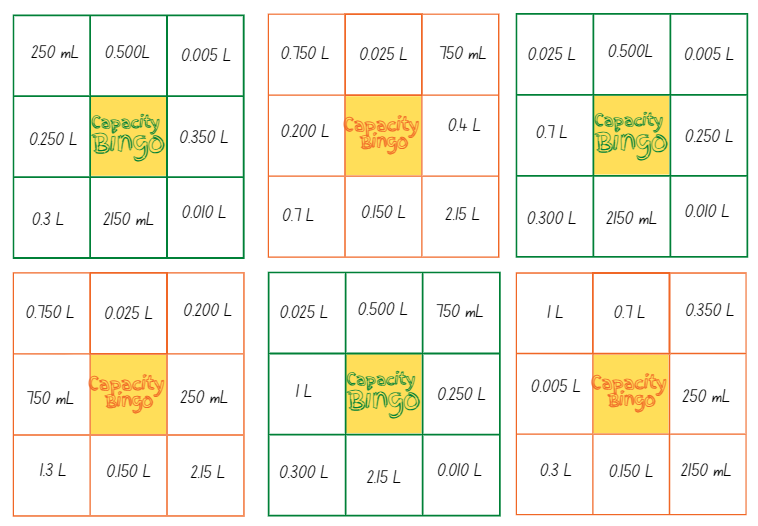 250 mL 0.500L 0.005 L
0.250 L Capacity Bingo 0.350 L
0.3 L 2150 mL 0.010 L
0.750 L 0.025 L 750 mL
0.200 L Capacity Bingo 0.4 L
0.7 L 0.150 L 2.15 L
0.025 L 0.500L 0.005 L
0.7 L Capacity Bingo 0.250 L
0.300 L 2150 mL 0.010 L
0.750 L 0.025 L 0.200 L
750 mL Capacity Bingo 250 mL
1.3 L 0.150 L 2.15 L
0.025 L 0.500 L 750 mL
1 L Capacity Bingo 0.250 L
0.300 L 2.15 L 0.010 L
1 L 0.7 L 0.350 L
0.005 L Capacity Bingo 250 mL
0.3 L 0.150 L 2150 mL